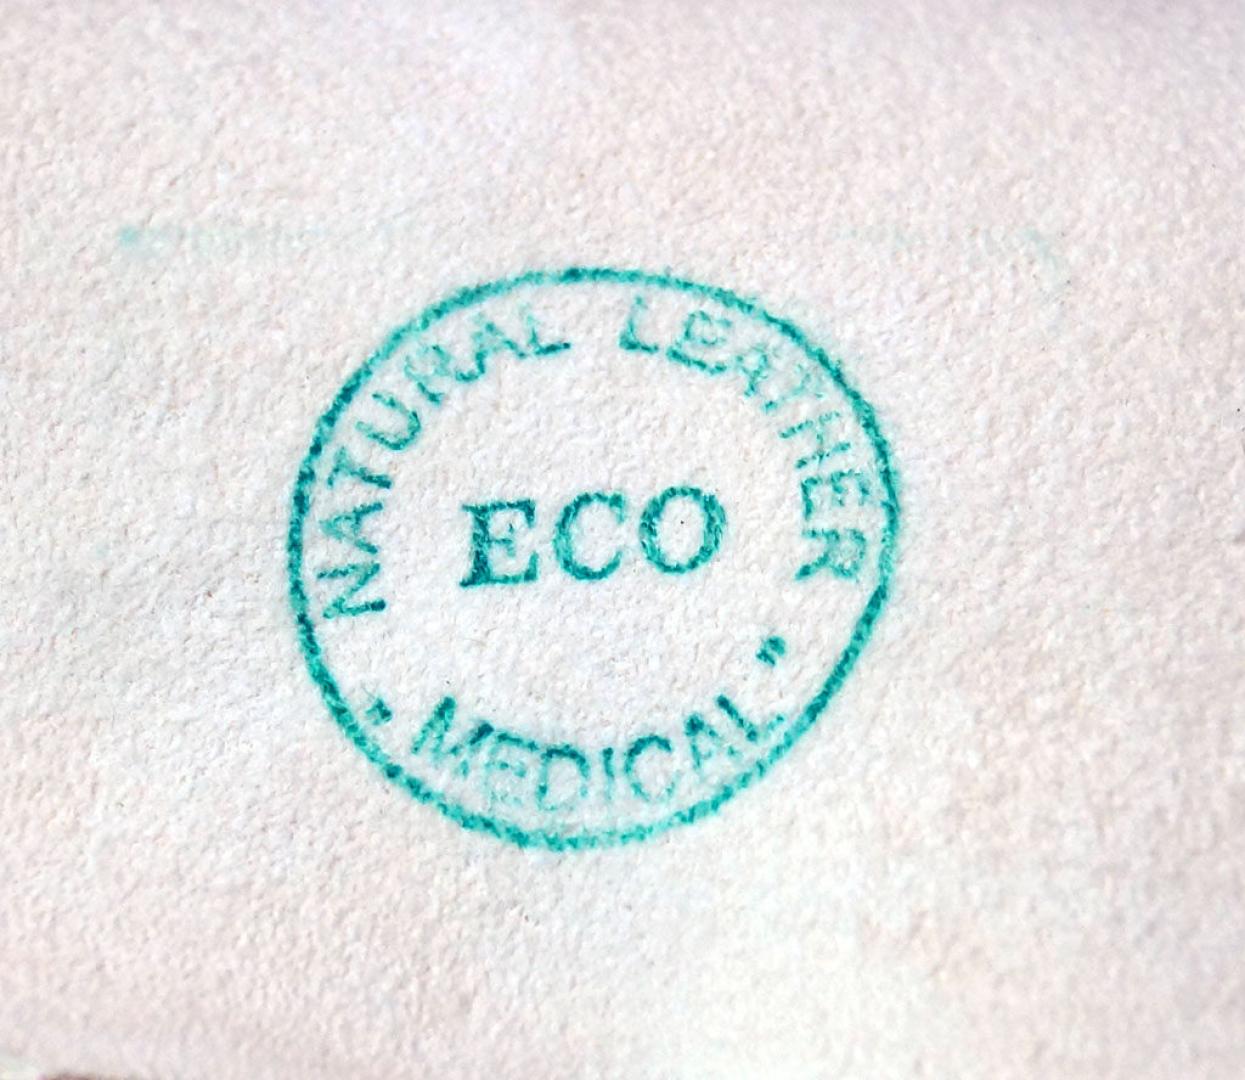 NATURAL LEATHER
ECO
" MEDICAL "